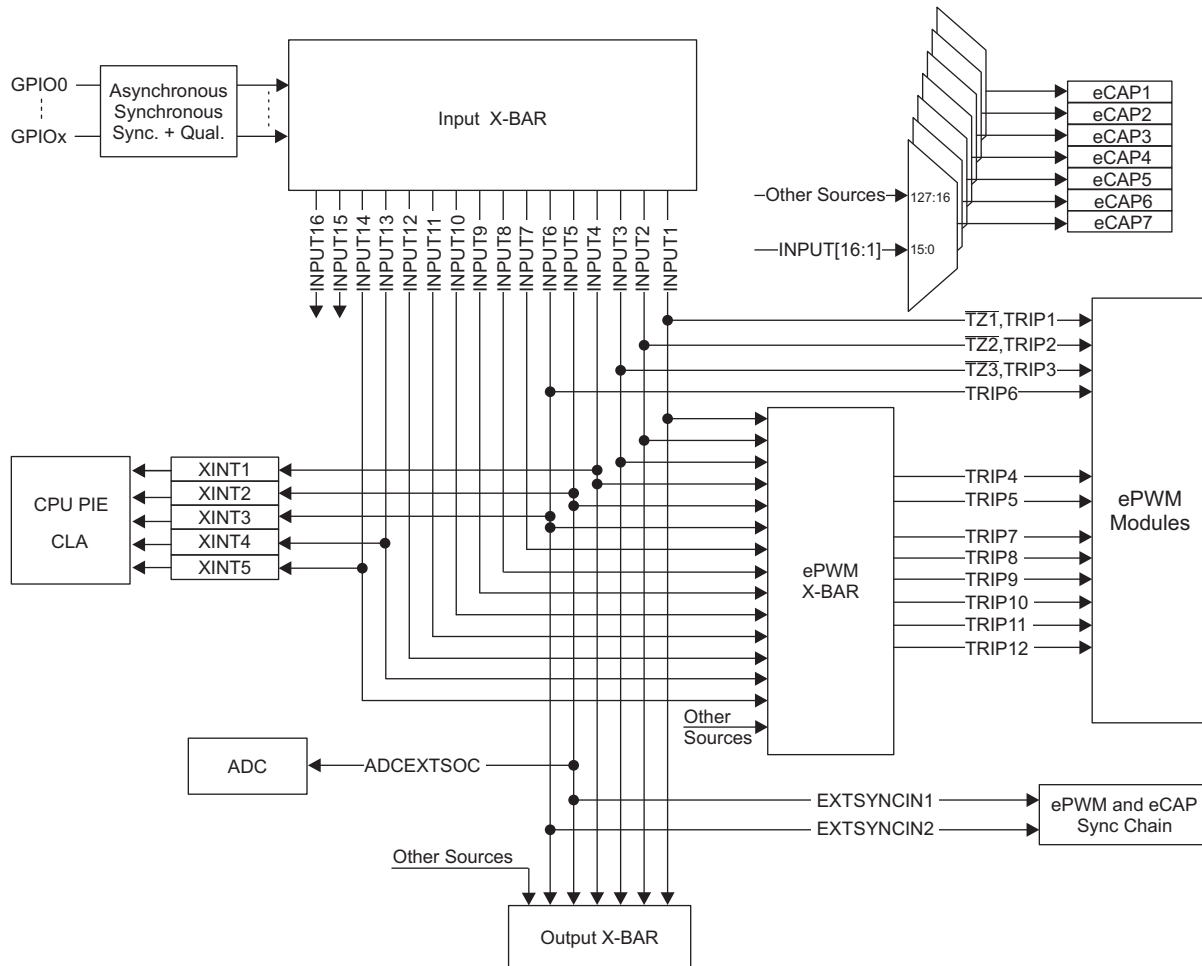 GPIO0
GPIOx
Asynchronous
Synchronous
Sync. + Qual.
Input X-BAR
INPUT16
INPUT15
INPUT14
INPUT13
INPUT12
INPUT11
INPUT10
INPUT9
INPUT8
INPUT7
INPUT6
INPUT5
INPUT4
INPUT3
INPUT2
INPUT1
Other Sources
127:16
INPUT[16:1]
15:0
eCAP1
eCAP2
eCAP3
eCAP4
eCAP5
eCAP6
eCAP7
TZ1,TRIP1
TZ2,TRIP2
TZ3,TRIP3
TRIP6
CPU PIE
CLA
XINT1
XINT2
XINT3
XINT4
XINT5
ePWM
X-BAR
TRIP4
TRIP5
TRIP7
TRIP8
TRIP9
TRIP10
TRIP11
TRIP12
ePWM
Modules
Other
Sources
ADC
ADCEXTSOC
EXTSYNCIN1
EXTSYNCIN2
ePWM and eCAP
Sync Chain
Other Sources
Output X-BAR